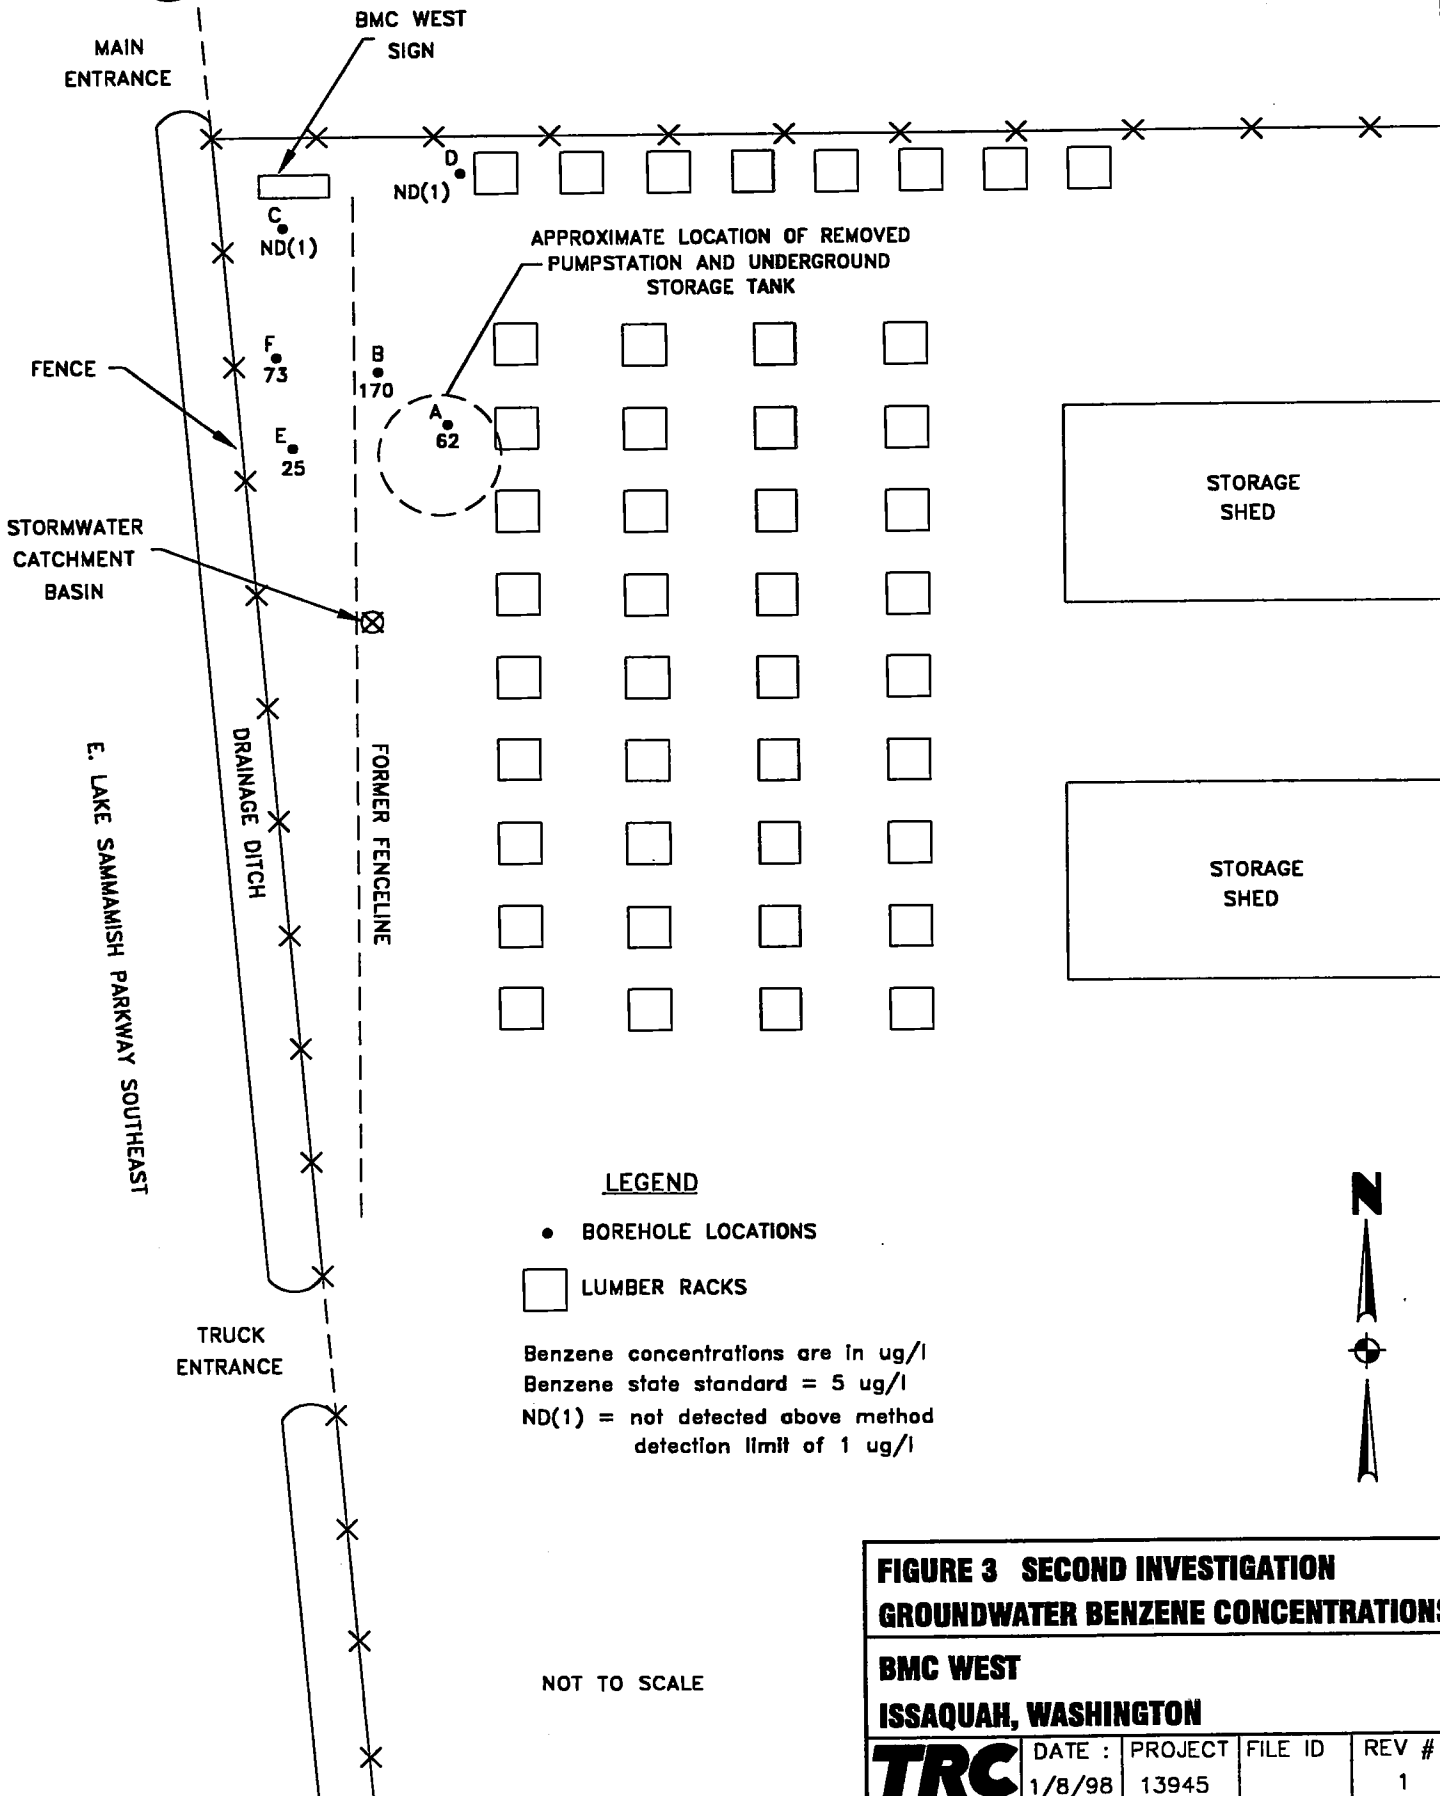 BMC WEST
SIGN
MAIN
ENTRANCE
D
ND(1)
C
ND(1)
APPROXIMATE LOCATION OF REMOVED
PUMPSTATION AND UNDERGROUND
STORAGE TANK
F
73
B
170
FENCE
A
62
E
25
STORAGE
SHED
STORMWATER
CATCHMENT
BASIN
DRAINAGE DITCH
FORMER FENCELINE
E. LAKE SAMMAMISH PARKWAY SOUTHEAST
STORAGE
SHED
LEGEND
BOREHOLE LOCATIONS
LUMBER RACKS
N
TRUCK
ENTRANCE
Benzene concentrations are in ug/l
Benzene state standard = 5 ug/l
ND(1) = not detected above method
detection limit of 1 ug/l
NOT TO SCALE
FIGURE 3 SECOND INVESTIGATION
GROUNDWATER BENZENE CONCENTRATIONS
BMC WEST
ISSAQUAH, WASHINGTON
TRC
DATE :
1/8/98
PROJECT
13945
FILE ID
REV #
1